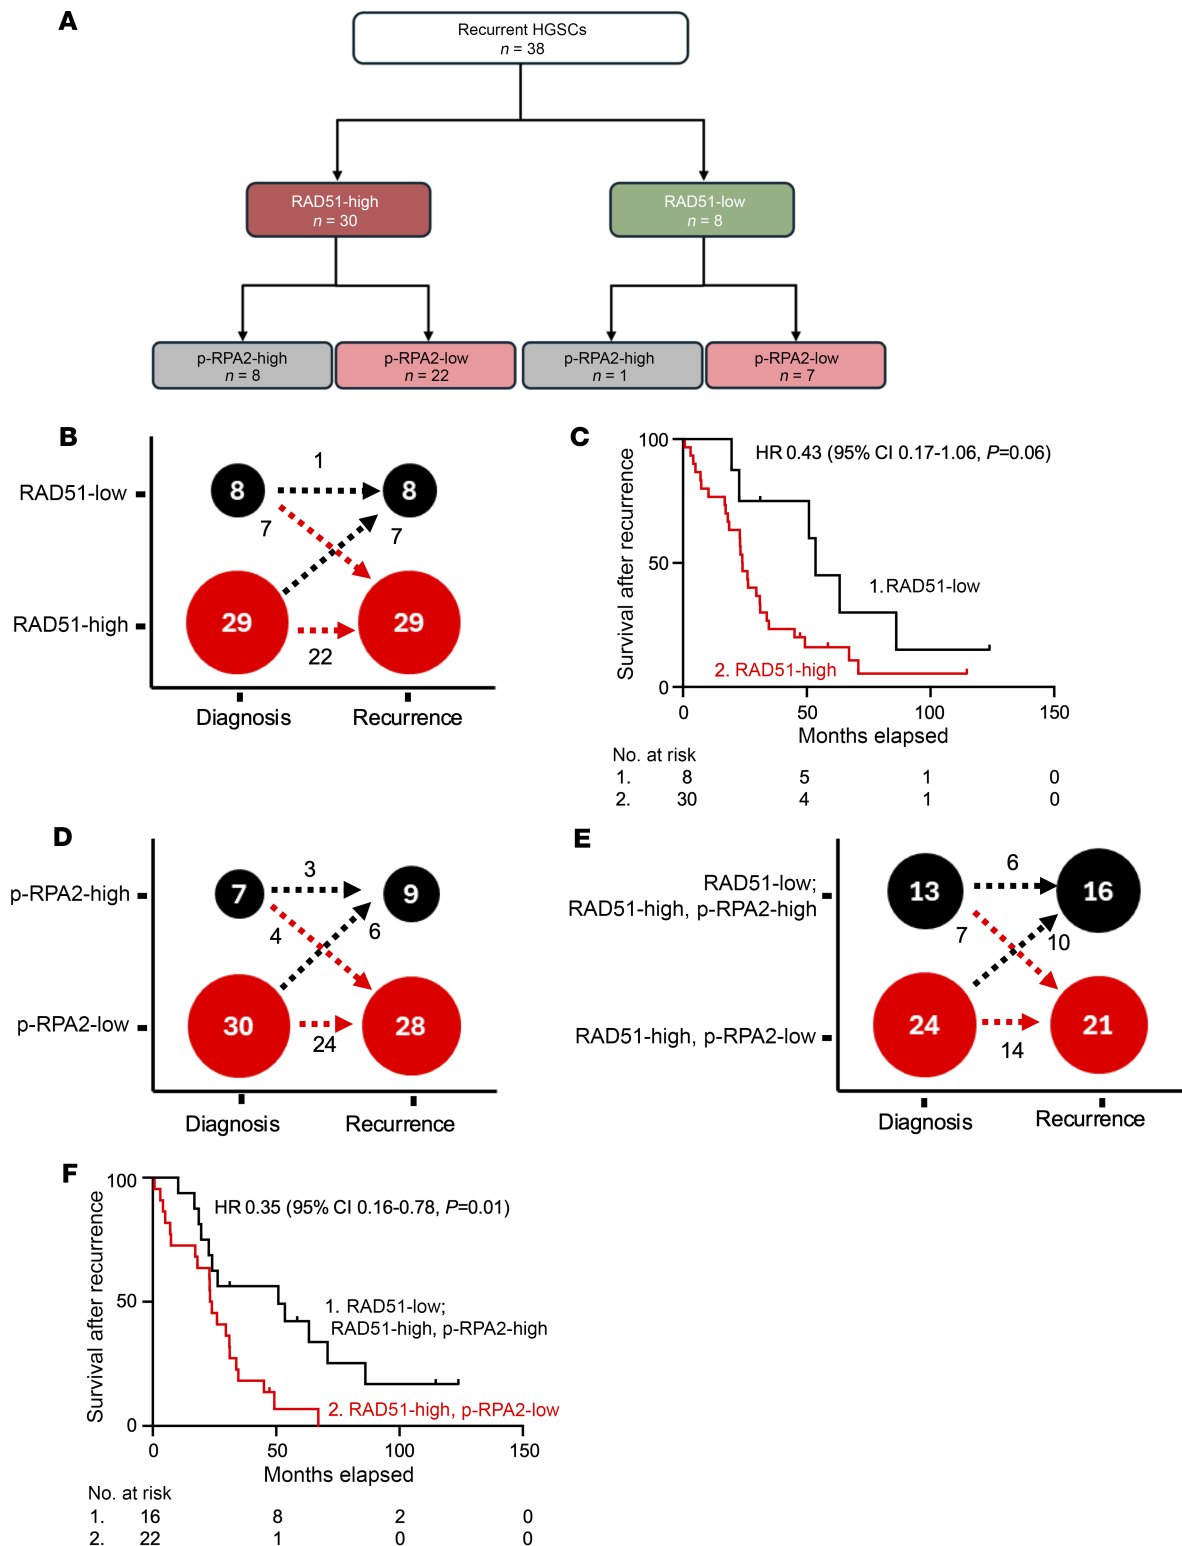 A
Recurrent HGSCs
n = 38
RAD51-high
n = 30
RAD51-low
n = 8
p-RPA2-high
n = 8
p-RPA2-low
n = 22
p-RPA2-high
n = 1
p-RPA2-low
n = 7
B
RAD51-low
RAD51-high
8
1
8
7
7
29
29
22
Diagnosis
Recurrence
C
Survival after recurrence
100
50
0
HR 0.43 (95% CI 0.17-1.06, P=0.06)
1.RAD51-low
2. RAD51-high
0 50 100 150
Months elapsed
No. at risk
1. 8 5 1 0
2. 30 4 1 0
D
p-RPA2-high
p-RPA2-low
7
3
9
4
6
30
28
24
Diagnosis
Recurrence
E
RAD51-low;
RAD51-high, p-RPA2-high
RAD51-high, p-RPA2-low
13
6
16
7
10
24
21
14
Diagnosis
Recurrence
F
Survival after recurrence
100
50
0
HR 0.35 (95% CI 0.16-0.78, P=0.01)
1. RAD51-low;
RAD51-high, p-RPA2-high
2. RAD51-high, p-RPA2-low
0 50 100 150
Months elapsed
No. at risk
1. 16 8 2 0
2. 22 1 0 0